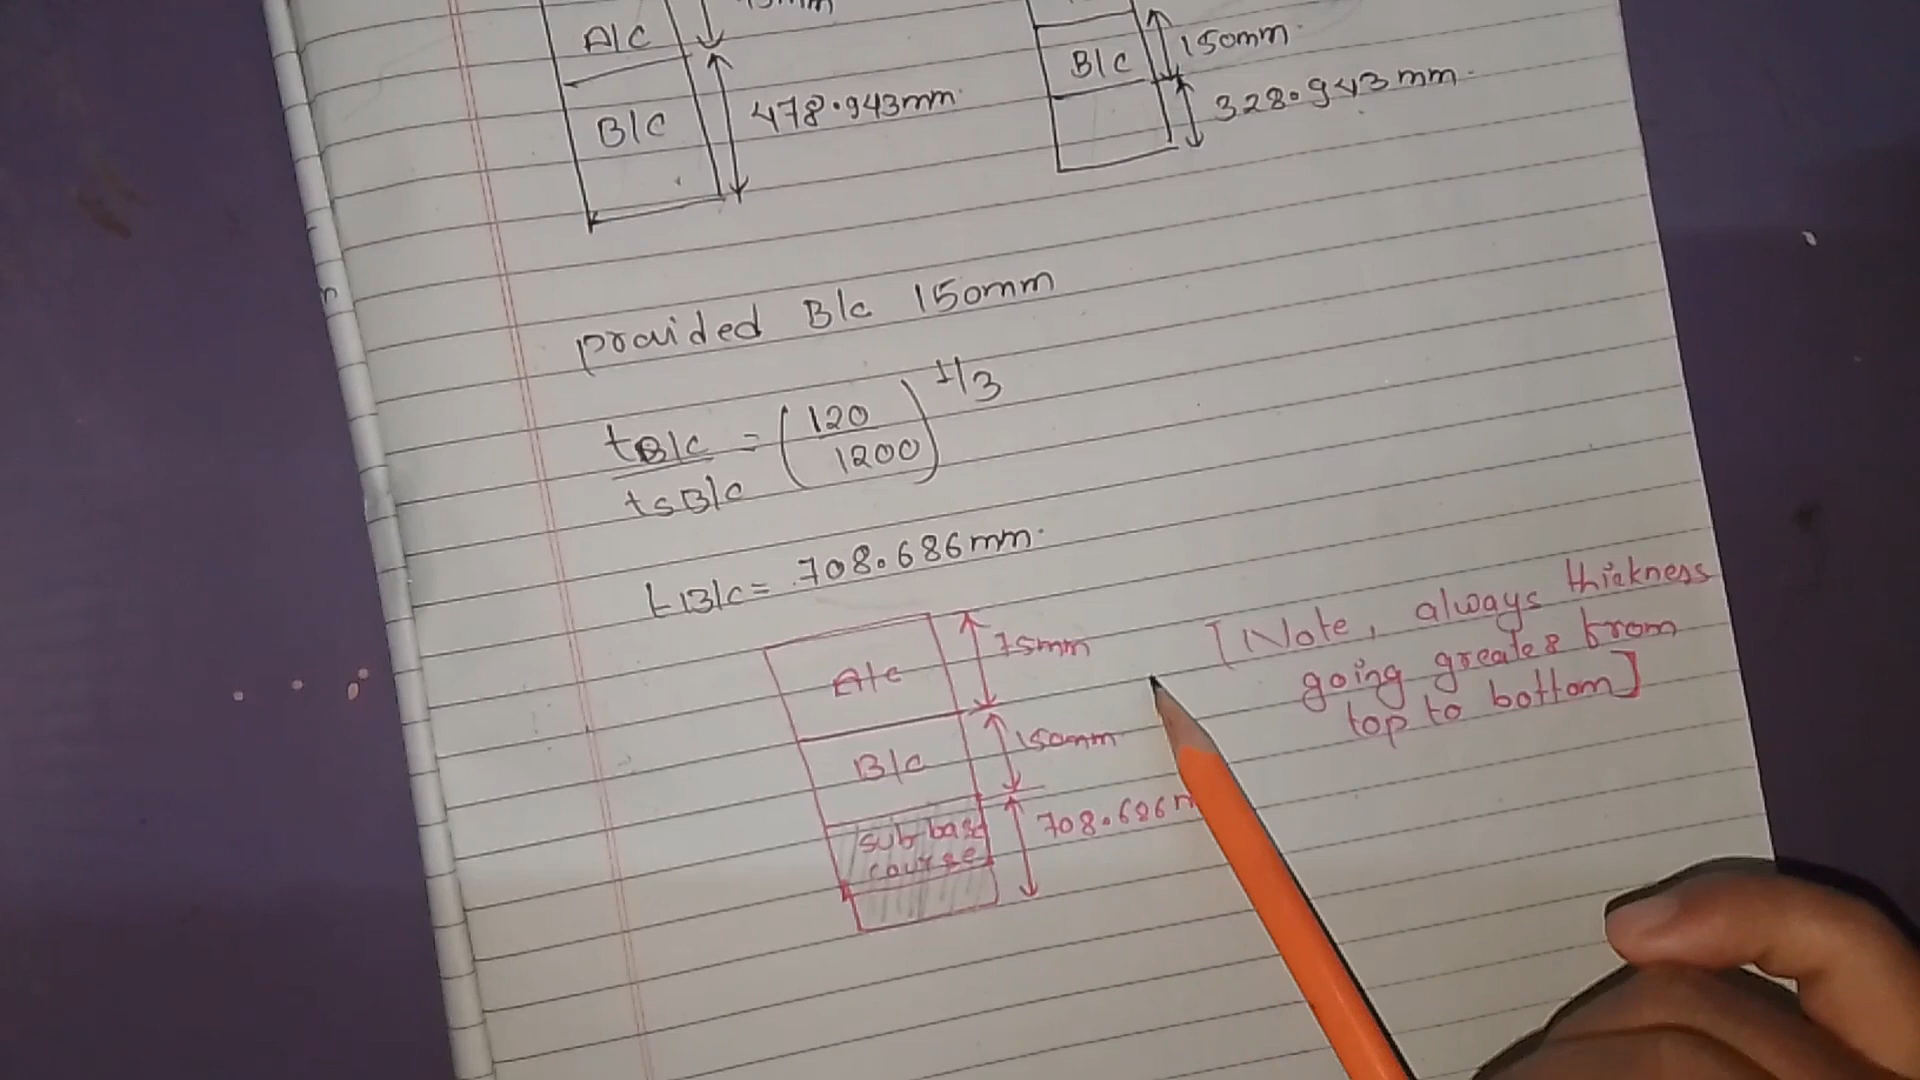 A/C
B/C
478.943mm
B/C
150mm.
328.943mm.
provided B/c 150mm
tB/C / tsB/C = (120 / 1200)^1/3
tB/C = 708.686mm.
A/C
75mm
B/C
150mm
sub base
course
708.686m
[Note, always thickness
going greater from
top to bottom]